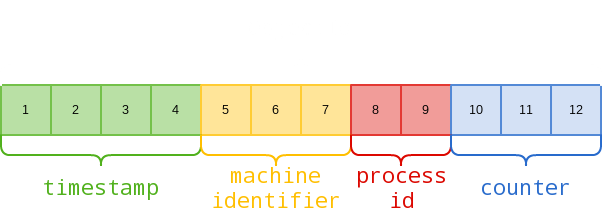 1 2 3 4 5 6 7 8 9 10 11 12
timestamp machine process counter
identifier id